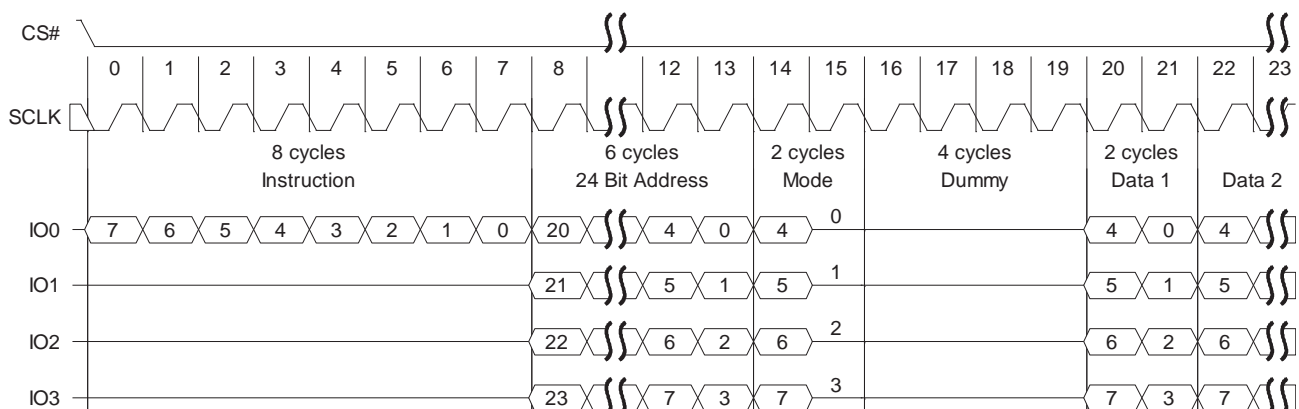 CS#
0 1 2 3 4 5 6 7 8 12 13 14 15 16 17 18 19 20 21 22 23
SCLK
8 cycles 6 cycles 2 cycles 4 cycles 2 cycles
Instruction 24 Bit Address Mode Dummy Data 1 Data 2
IO0 7 6 5 4 3 2 1 0 20 4 0 4 0 4 0 4
IO1 21 5 1 5 1 5 1 5
IO2 22 6 2 6 2 6 2 6
IO3 23 7 3 7 3 7 3 7